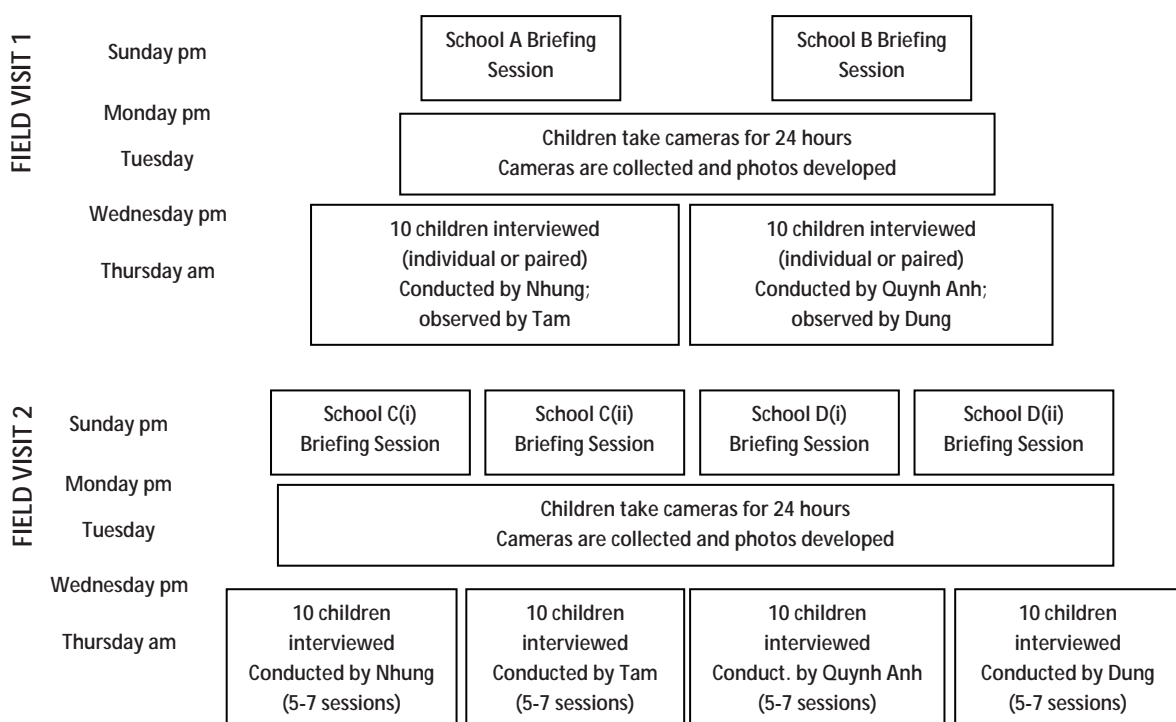 FIELD VISIT 1
Sunday pm
School A Briefing
Session
School B Briefing
Session
Monday pm
Tuesday
Children take cameras for 24 hours
Cameras are collected and photos developed
Wednesday pm
Thursday am
10 children interviewed
(individual or paired)
Conducted by Nhung;
observed by Tam
10 children interviewed
(individual or paired)
Conducted by Quynh Anh;
observed by Dung
FIELD VISIT 2
Sunday pm
School C(i)
Briefing Session
School C(ii)
Briefing Session
School D(i)
Briefing Session
School D(ii)
Briefing Session
Monday pm
Tuesday
Children take cameras for 24 hours
Cameras are collected and photos developed
Wednesday pm
Thursday am
10 children
interviewed
Conducted by Nhung
(5-7 sessions)
10 children
interviewed
Conducted by Tam
(5-7 sessions)
10 children
interviewed
Conduct. by Quynh Anh
(5-7 sessions)
10 children
interviewed
Conducted by Dung
(5-7 sessions)